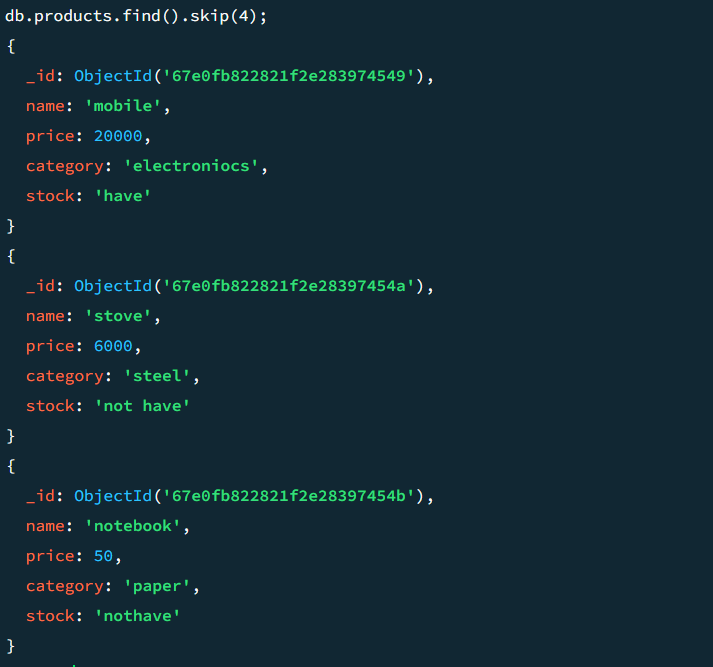 db.products.find().skip(4);
{
  _id: ObjectId('67e0fb822821f2e283974549'),
  name: 'mobile',
  price: 20000,
  category: 'electroniocs',
  stock: 'have'
}
{
  _id: ObjectId('67e0fb822821f2e28397454a'),
  name: 'stove',
  price: 6000,
  category: 'steel',
  stock: 'not have'
}
{
  _id: ObjectId('67e0fb822821f2e28397454b'),
  name: 'notebook',
  price: 50,
  category: 'paper',
  stock: 'nothave'
}